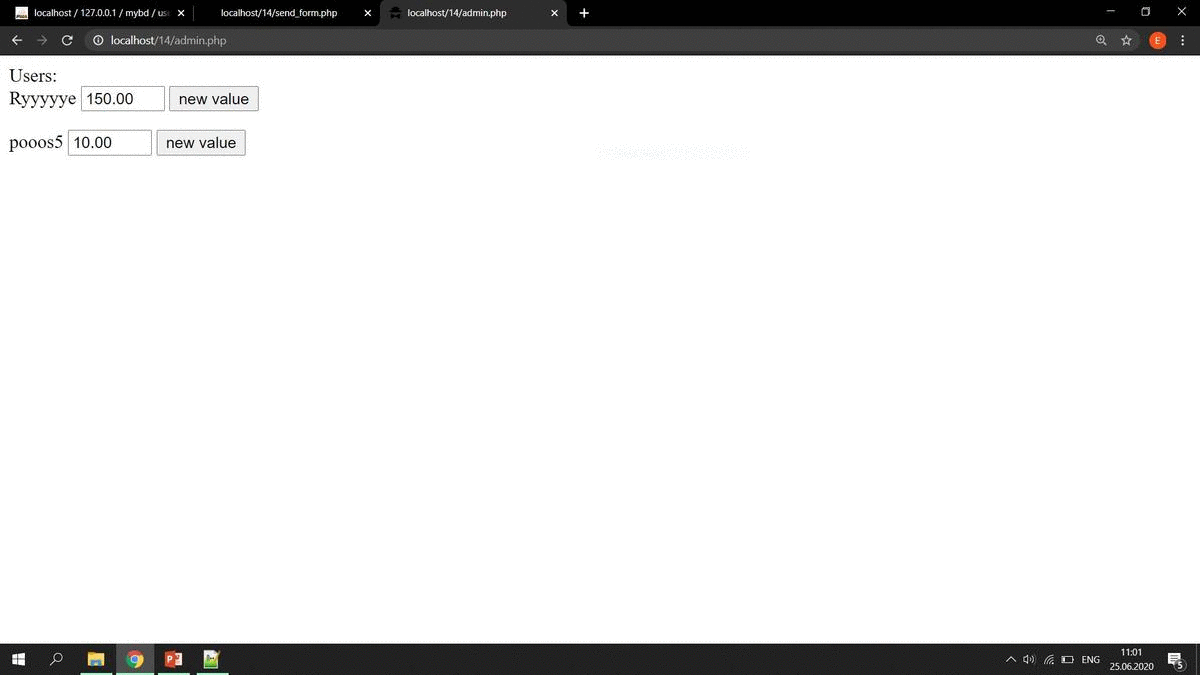 localhost / 127.0.0.1 / mybd / us
localhost/14/send_form.php
localhost/14/admin.php
localhost/14/admin.php
E
Users:
Ryyyyye 150.00 new value
pooos5 10.00 new value
ENG
11:01
25.06.2020
5